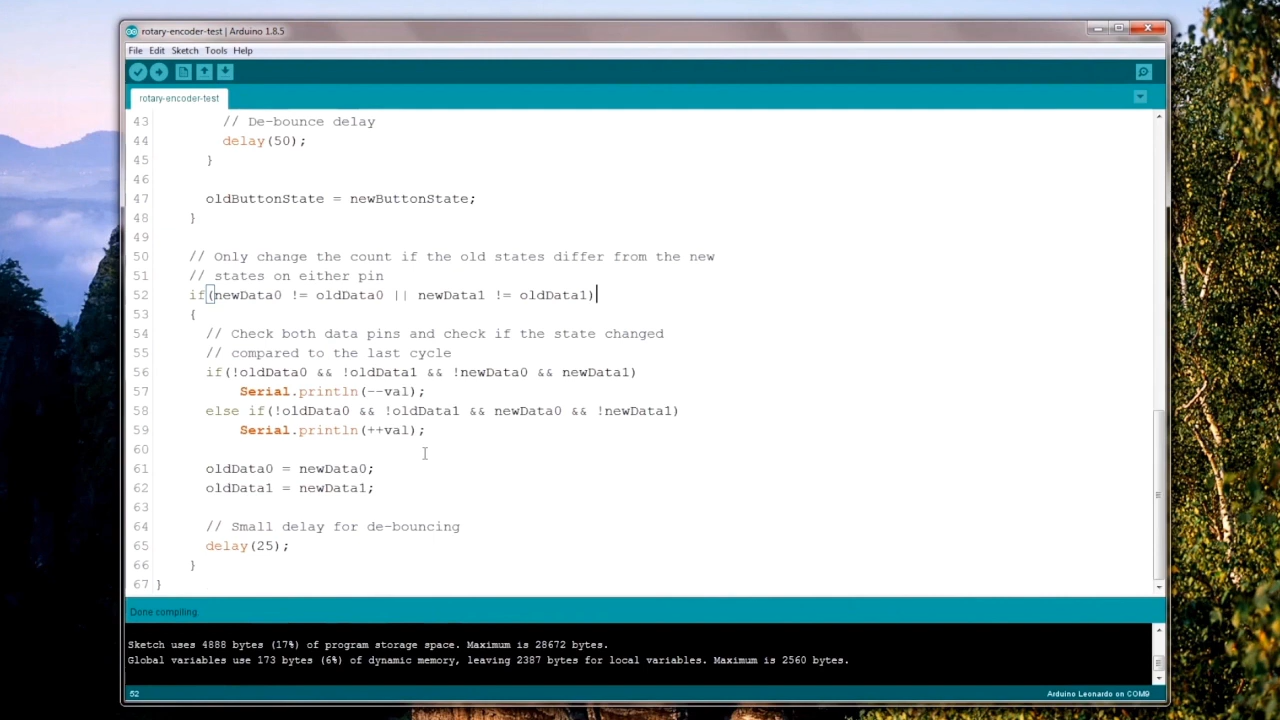 rotary-encoder-test | Arduino 1.8.5
File Edit Sketch Tools Help
rotary-encoder-test
43 // De-bounce delay
44 delay(50);
45 }
46
47 oldButtonState = newButtonState;
48 }
49
50 // Only change the count if the old states differ from the new
51 // states on either pin
52 if(newData0 != oldData0 || newData1 != oldData1)
53 {
54 // Check both data pins and check if the state changed
55 // compared to the last cycle
56 if(!oldData0 && !oldData1 && !newData0 && newData1)
57 Serial.println(--val);
58 else if(!oldData0 && !oldData1 && newData0 && !newData1)
59 Serial.println(++val);
60
61 oldData0 = newData0;
62 oldData1 = newData1;
63
64 // Small delay for de-bouncing
65 delay(25);
66 }
67 }
Done compiling.
Sketch uses 4888 bytes (17%) of program storage space. Maximum is 28672 bytes.
Global variables use 173 bytes (6%) of dynamic memory, leaving 2387 bytes for local variables. Maximum is 2560 bytes.
52 Arduino Leonardo on COM9